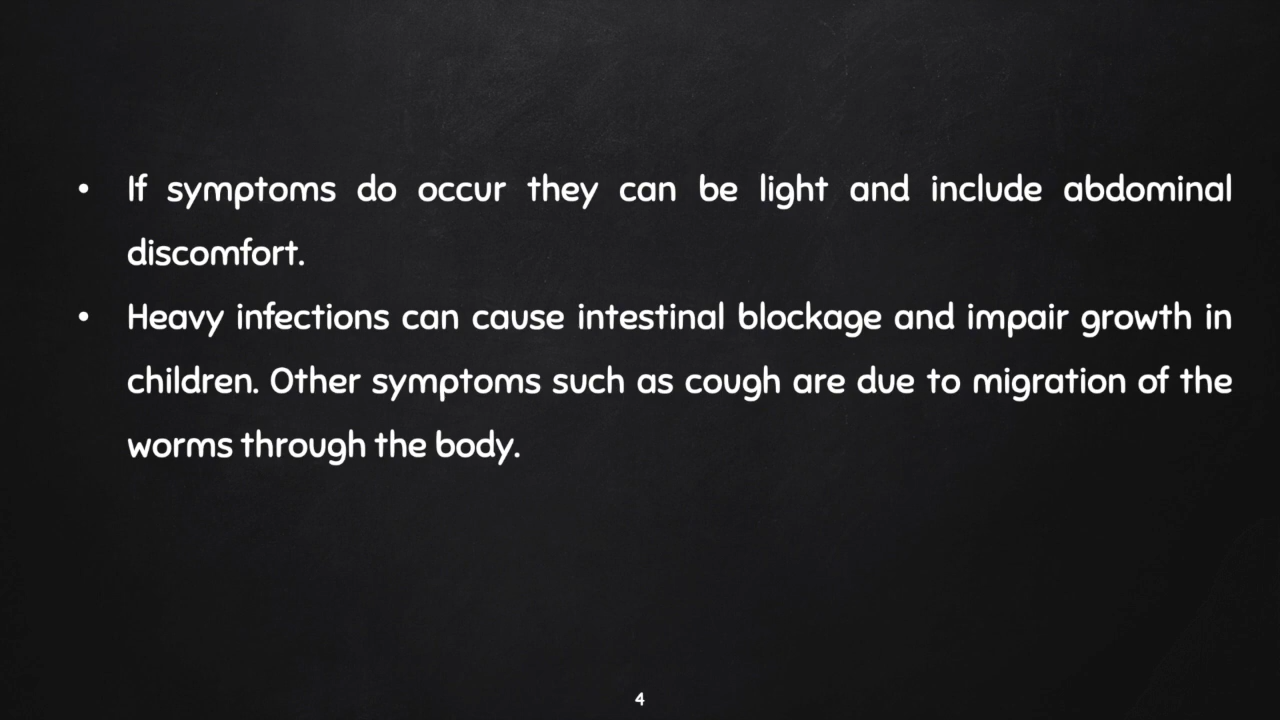 • If symptoms do occur they can be light and include abdominal
discomfort.
• Heavy infections can cause intestinal blockage and impair growth in
children. Other symptoms such as cough are due to migration of the
worms through the body.
4